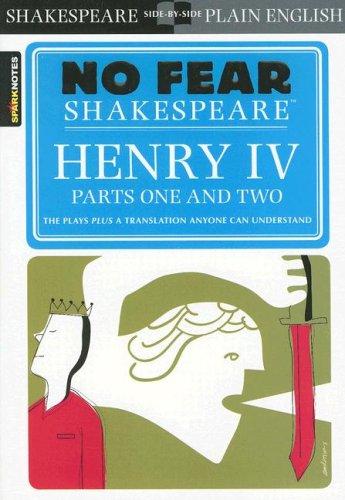 SHAKESPEARE SIDE-BY-SIDE PLAIN ENGLISH
SPARKNOTES
NO FEAR
SHAKESPEARE™
HENRY IV
PARTS ONE AND TWO
THE PLAYS PLUS A TRANSLATION ANYONE CAN UNDERSTAND